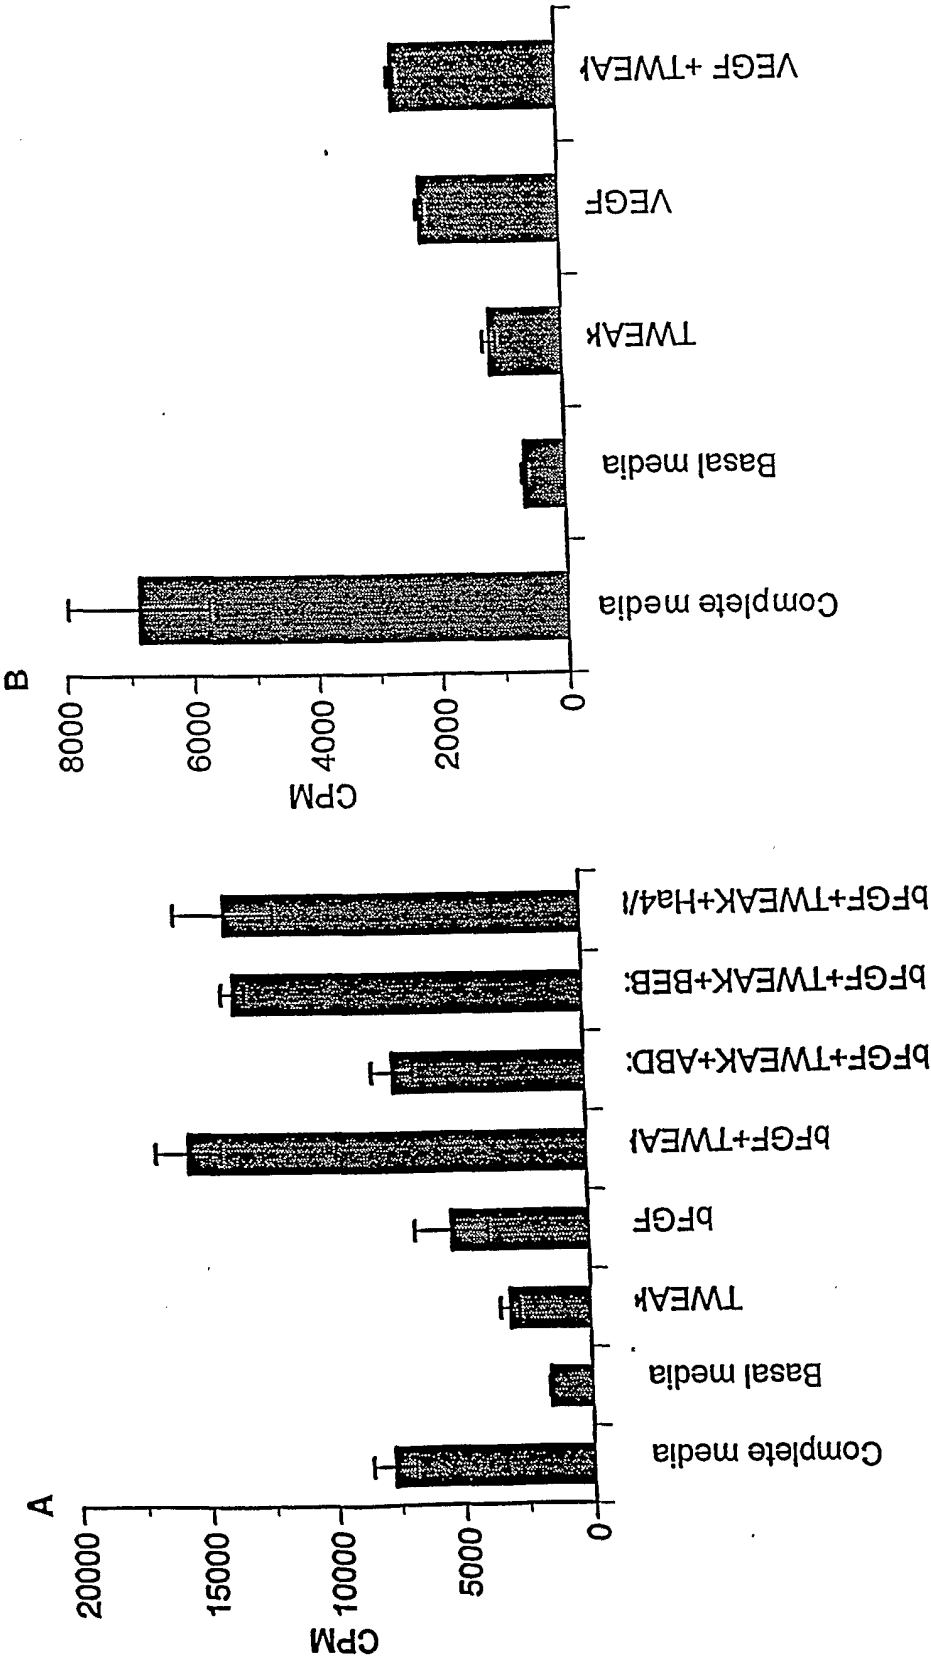 A
CPM
20000
15000
10000
5000
0
Complete media
Basal media
TWEAK
bFGF
bFGF+TWEAK
bFGF+TWEAK+ABD
bFGF+TWEAK+BEB
bFGF+TWEAK+Ha4/
B
CPM
8000
6000
4000
2000
0
Complete media
Basal media
TWEAK
VEGF
VEGF +TWEAK